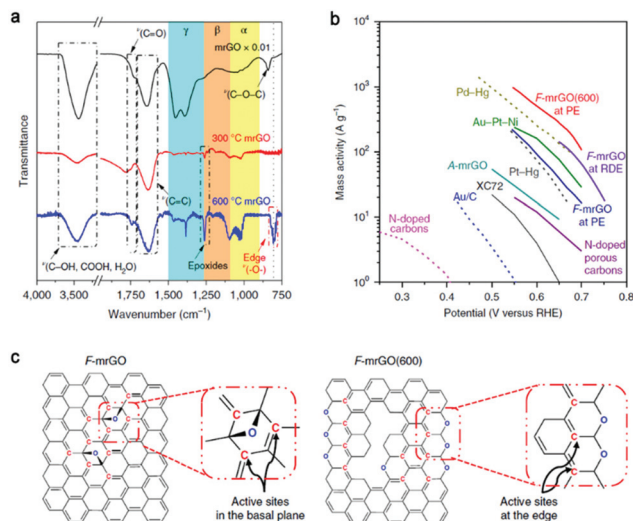 a
γ
β
α
ν(C=O)
mrGO × 0.01
ν(C–O–C)
300 °C mrGO
(C=C)
600 °C mrGO
ν(C–OH, COOH, H2O)
Epoxides
Edge
ν(-O-)
Transmittance
4,000
3,500
1,750
1,500
1,250
1,000
750
Wavenumber (cm−1)
b
Mass activity (A g−1)
10^4
10^3
10^2
10^1
10^0
Pd–Hg
F-mrGO(600)
at PE
Au–Pt–Ni
F-mrGO
at RDE
A-mrGO
Pt–Hg
XC72
F-mrGO
at PE
Au/C
N-doped
carbons
N-doped
porous
carbons
0.3
0.4
0.5
0.6
0.7
0.8
Potential (V versus RHE)
c
F-mrGO
C
O
Active sites
in the basal plane
F-mrGO(600)
C
O
Active sites
at the edge